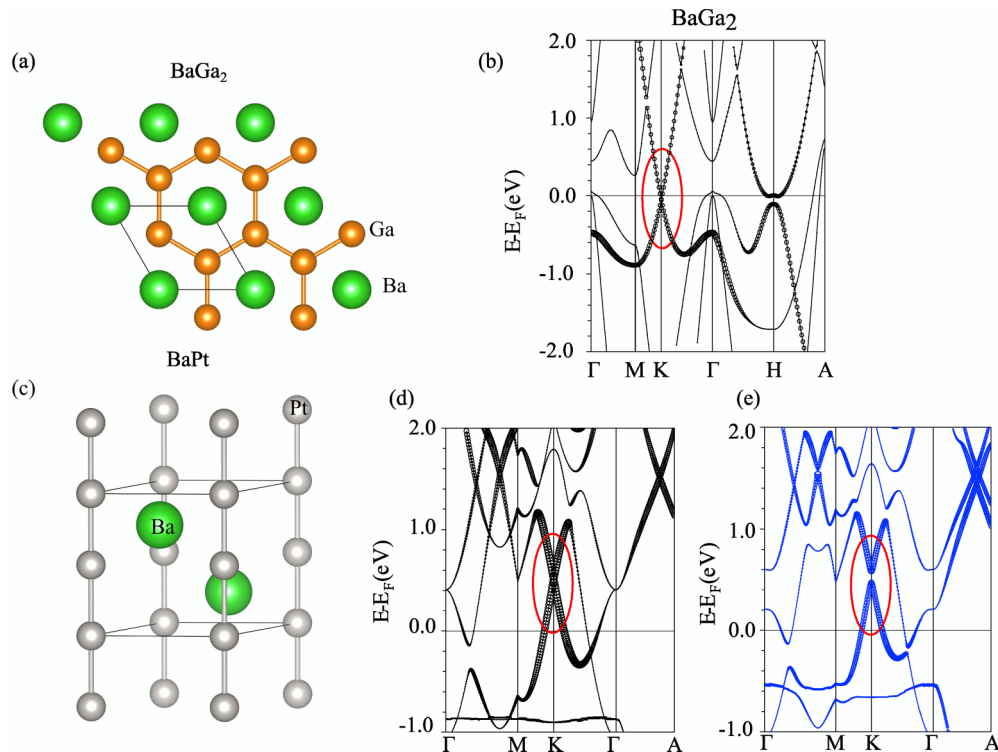 BaGa2
(a)
(b)
BaGa2
Ga
Ba
E-EF(eV)
2.0
1.0
0.0
-1.0
-2.0
Γ M K Γ H A
BaPt
(c)
Pt
Ba
(d)
E-EF(eV)
2.0
1.0
0.0
-1.0
Γ M K Γ A
(e)
E-EF(eV)
2.0
1.0
0.0
-1.0
Γ M K Γ A